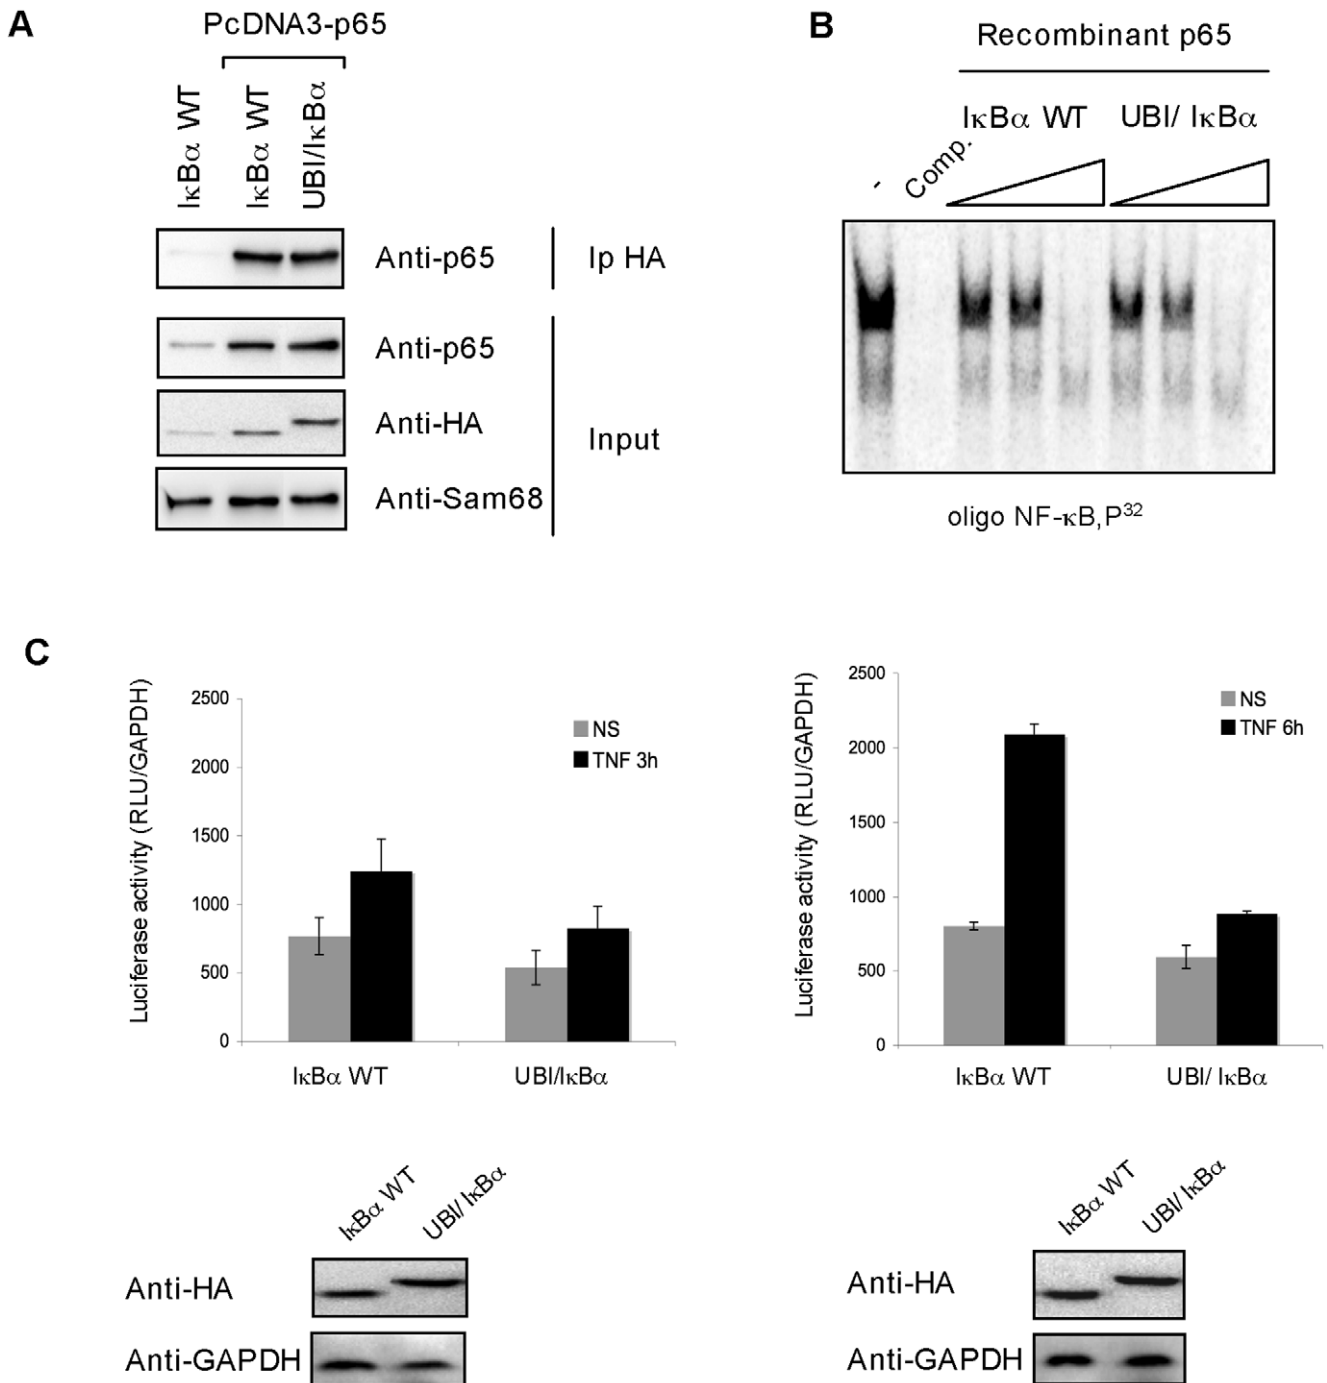 A
PcDNA3-p65
IκBα WT
IκBα WT
UBI/IκBα
Anti-p65
Ip HA
Anti-p65
Anti-HA
Input
Anti-Sam68
B
Recombinant p65
IκBα WT
UBI/ IκBα
-
Comp.
oligo NF-κB,P³²
C
Luciferase activity (RLU/GAPDH)
2500
2000
1500
1000
500
0
NS
TNF 3h
IκBα WT
UBI/IκBα
Luciferase activity (RLU/GAPDH)
2500
2000
1500
1000
500
0
NS
TNF 6h
IκBα WT
UBI/ IκBα
IκBα WT
UBI/ IκBα
Anti-HA
Anti-GAPDH
IκBα WT
UBI/ IκBα
Anti-HA
Anti-GAPDH